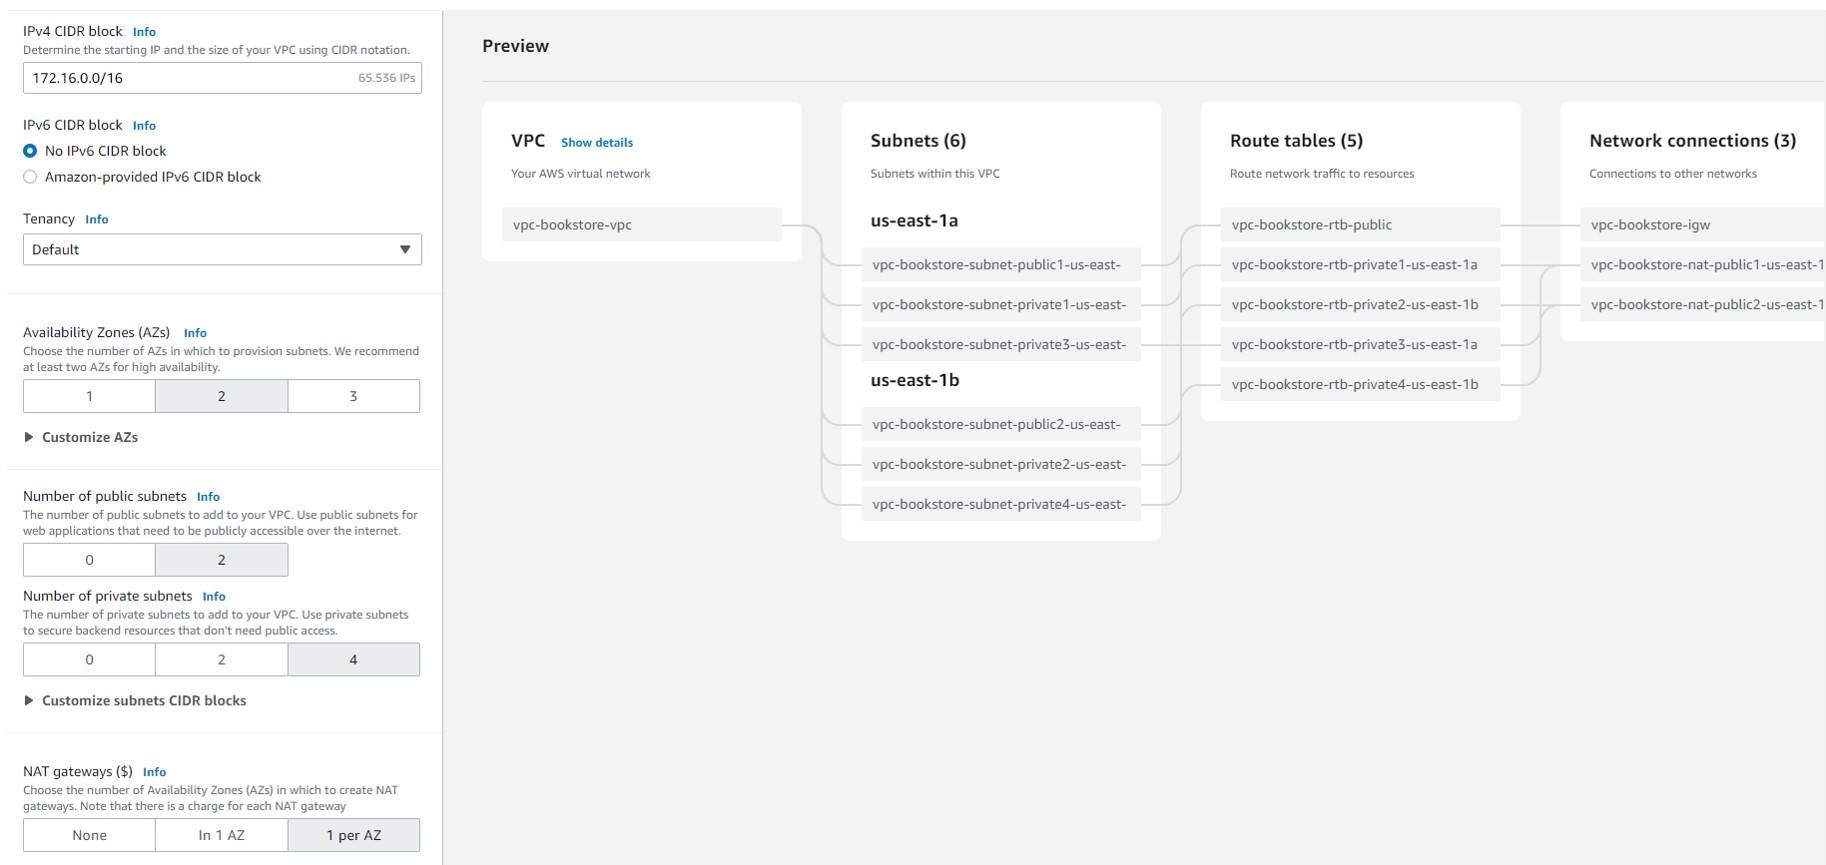 IPv4 CIDR block Info
Determine the starting IP and the size of your VPC using CIDR notation.
172.16.0.0/16 65.536 IPs
IPv6 CIDR block Info
No IPv6 CIDR block
Amazon-provided IPv6 CIDR block
Tenancy Info
Default
Availability Zones (AZs) Info
Choose the number of AZs in which to provision subnets. We recommend
at least two AZs for high availability.
1 2 3
Customize AZs
Number of public subnets Info
The number of public subnets to add to your VPC. Use public subnets for
web applications that need to be publicly accessible over the internet.
0 2
Number of private subnets Info
The number of private subnets to add to your VPC. Use private subnets
to secure backend resources that don't need public access.
0 2 4
Customize subnets CIDR blocks
NAT gateways ($) Info
Choose the number of Availability Zones (AZs) in which to create NAT
gateways. Note that there is a charge for each NAT gateway
None In 1 AZ 1 per AZ
Preview
VPC Show details
Your AWS virtual network
vpc-bookstore-vpc
Subnets (6)
Subnets within this VPC
us-east-1a
vpc-bookstore-subnet-public1-us-east-
vpc-bookstore-subnet-private1-us-east-
vpc-bookstore-subnet-private3-us-east-
us-east-1b
vpc-bookstore-subnet-public2-us-east-
vpc-bookstore-subnet-private2-us-east-
vpc-bookstore-subnet-private4-us-east-
Route tables (5)
Route network traffic to resources
vpc-bookstore-rtb-public
vpc-bookstore-rtb-private1-us-east-1a
vpc-bookstore-rtb-private2-us-east-1b
vpc-bookstore-rtb-private3-us-east-1a
vpc-bookstore-rtb-private4-us-east-1b
Network connections (3)
Connections to other networks
vpc-bookstore-igw
vpc-bookstore-nat-public1-us-east-1
vpc-bookstore-nat-public2-us-east-1